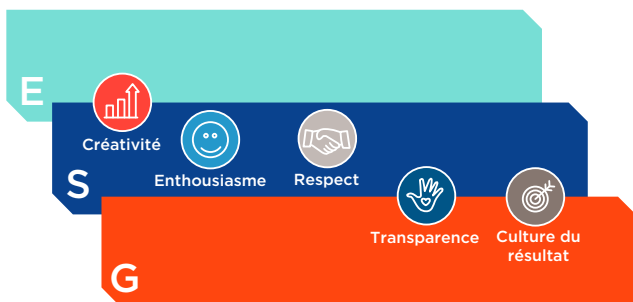 E
Créativité
Enthousiasme
Respect
S
Transparence
Culture du
résultat
G